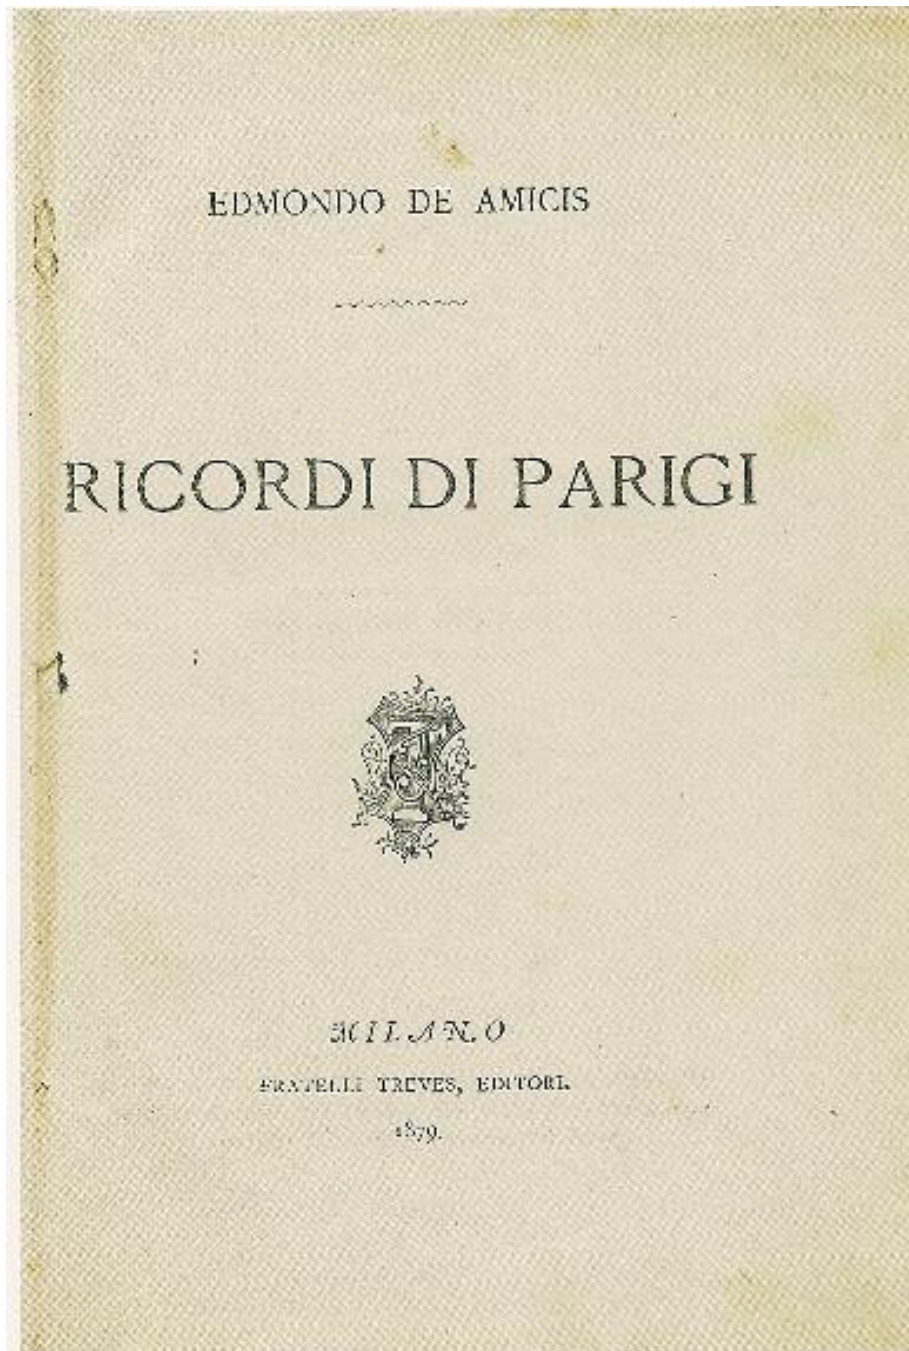 EDMONDO DE AMICIS
RICORDI DI PARIGI
MILANO
FRATELLI TREVES, EDITORI.
1879.